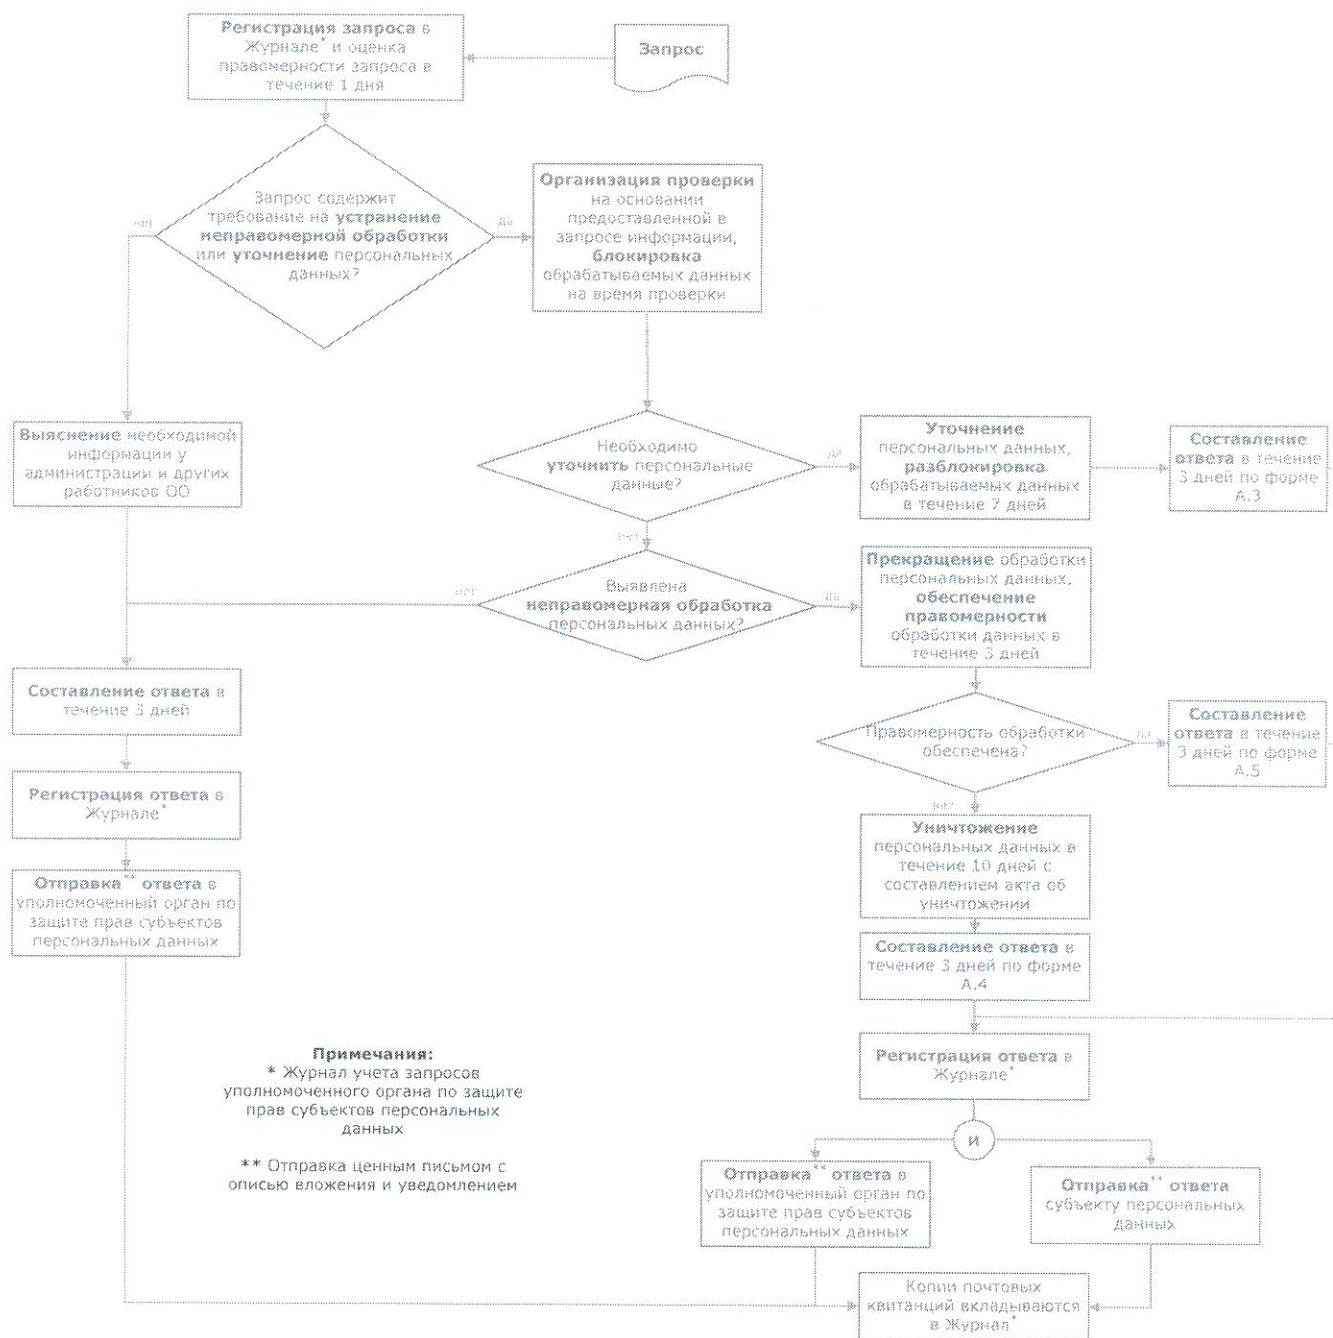 Регистрация запроса в
Журнале* и оценка
правомерности запроса в
течение 1 дня
Запрос
Запрос содержит
требование на устранение
неправомерной обработки
или уточнение персональных
данных?
нет
да
Организация проверки
на основании
предоставленной в
запросе информации,
блокировка
обрабатываемых данных
на время проверки
Выяснение необходимой
информации у
администрации и других
работников ОО
Необходимо
уточнить персональные
данные?
да
Уточнение
персональных данных,
разблокировка
обрабатываемых данных
в течение 7 дней
Составление
ответа в течение
3 дней по форме
А.3
нет
Выявлена
неправомерная обработка
персональных данных?
нет
да
Прекращение обработки
персональных данных,
обеспечение
правомерности
обработки данных в
течение 3 дней
Составление ответа в
течение 3 дней
Правомерность обработки
обеспечена?
да
Составление
ответа в течение
3 дней по форме
А.5
нет
Регистрация ответа в
Журнале*
Уничтожение
персональных данных в
течение 10 дней с
составлением акта об
уничтожении
Отправка** ответа в
уполномоченный орган по
защите прав субъектов
персональных данных
Составление ответа в
течение 3 дней по форме
А.4
Регистрация ответа в
Журнале*
Примечания:
* Журнал учета запросов
уполномоченного органа по защите
прав субъектов персональных
данных
** Отправка ценным письмом с
описью вложения и уведомлением
и
Отправка** ответа в
уполномоченный орган по
защите прав субъектов
персональных данных
Отправка** ответа
субъекту персональных
данных
Копии почтовых
квитанций вкладываются
в Журнал*